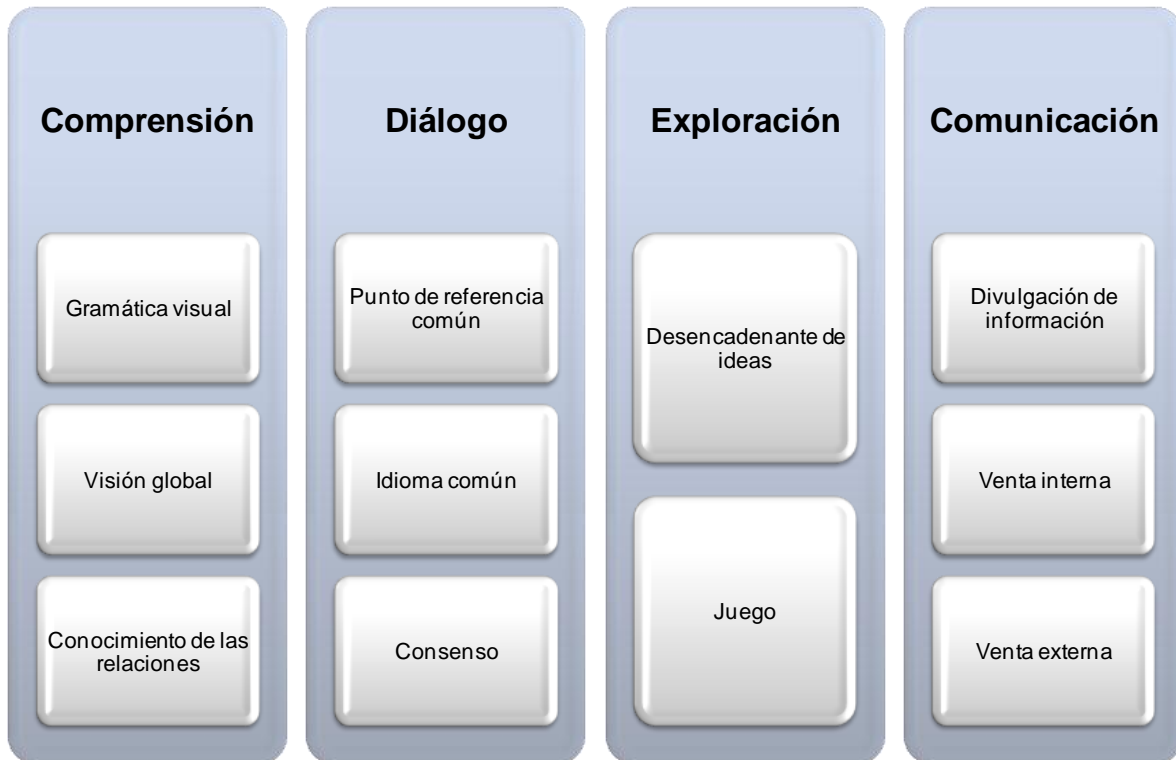 Comprensión
Gramática visual
Visión global
Conocimiento de las
relaciones
Diálogo
Punto de referencia
común
Idioma común
Consenso
Exploración
Desencadenante de
ideas
Juego
Comunicación
Divulgación de
información
Venta interna
Venta externa